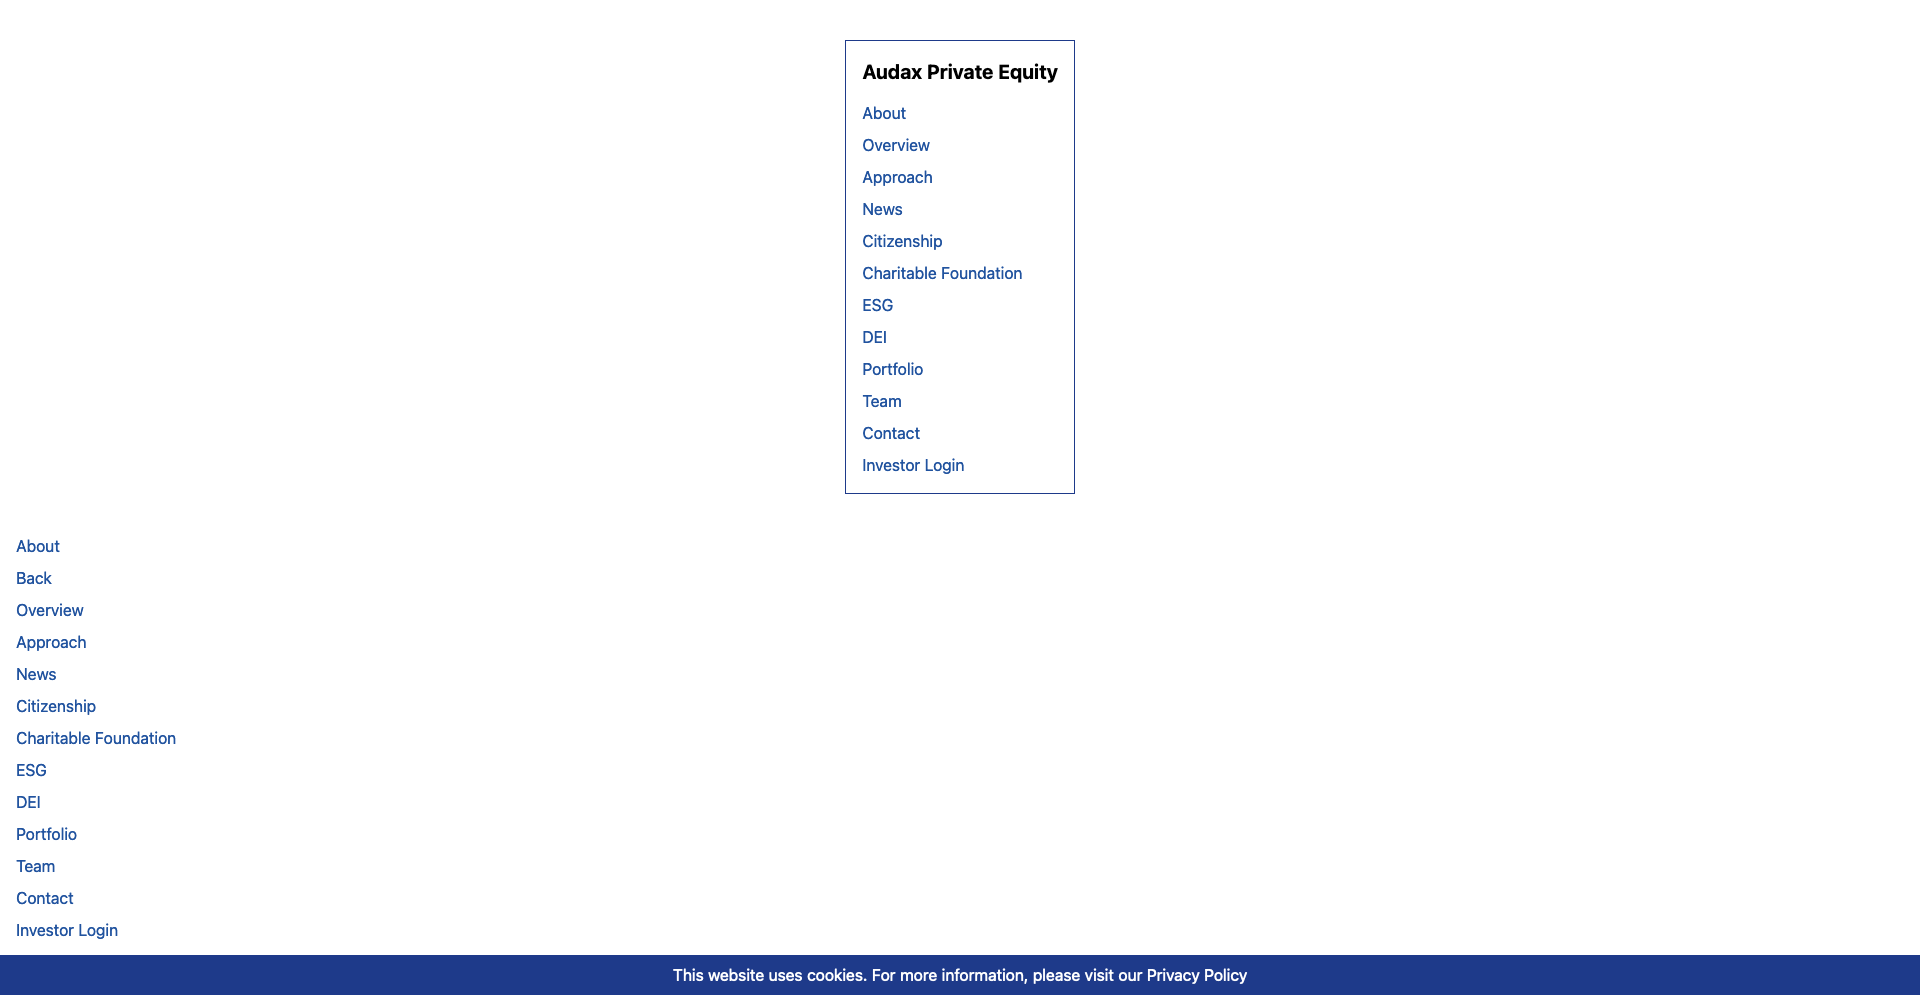 Audax Private Equity
About
Overview
Approach
News
Citizenship
Charitable Foundation
ESG
DEI
Portfolio
Team
Contact
Investor Login
About
Back
Overview
Approach
News
Citizenship
Charitable Foundation
ESG
DEI
Portfolio
Team
Contact
Investor Login
This website uses cookies. For more information, please visit our Privacy Policy